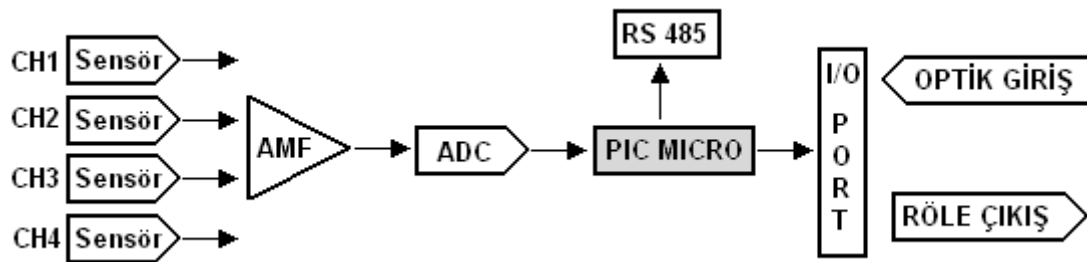 CH1 Sensör
CH2 Sensör
CH3 Sensör
CH4 Sensör
AMF
ADC
PIC MICRO
RS 485
I/O
P
O
R
T
OPTİK GİRİŞ
RÖLE ÇIKIŞ